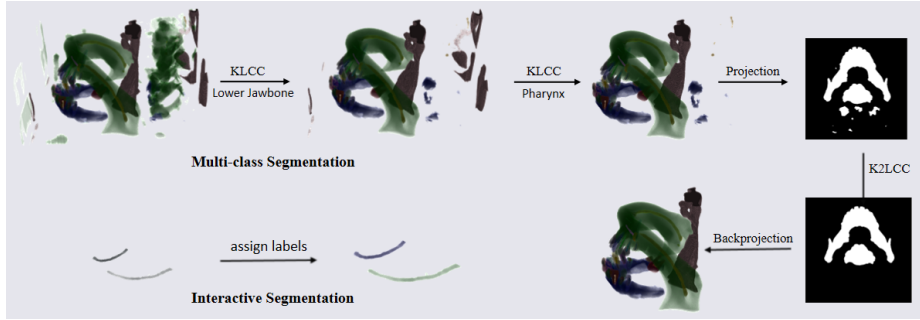 KLCC
Lower Jawbone
KLCC
Pharynx
Projection
Multi-class Segmentation
K2LCC
assign labels
Backprojection
Interactive Segmentation